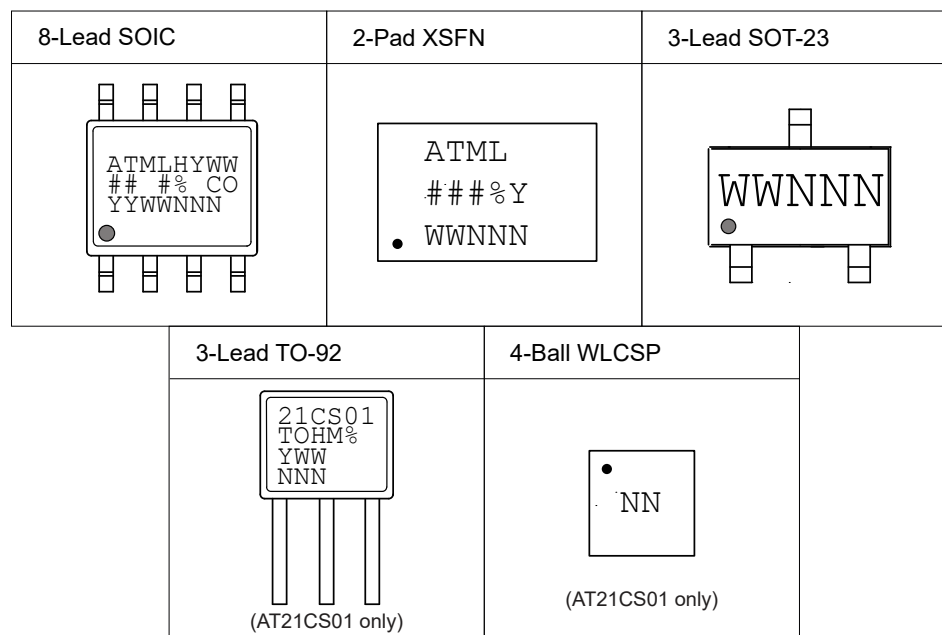 8-Lead SOIC
2-Pad XSFN
3-Lead SOT-23
ATMLHYWW
## #% CO
YYWWNNN
ATML
###%Y
WWNNN
WWNNN
3-Lead TO-92
4-Ball WLCSP
21CS01
TOHM%
YWW
NNN
(AT21CS01 only)
NN
(AT21CS01 only)